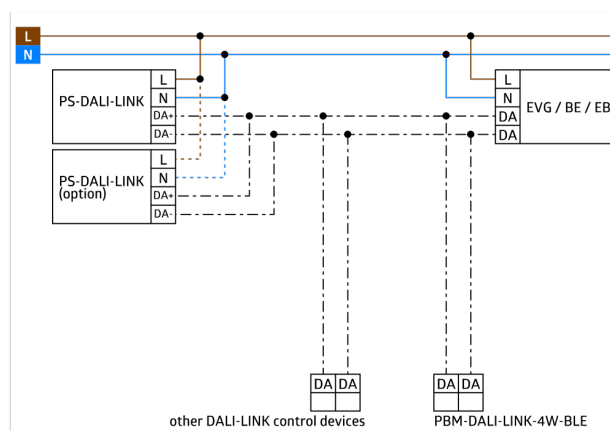 L
N
PS-DALI-LINK
L
N
DA+
DA-
EVG / BE / EB
L
N
DA
DA
PS-DALI-LINK
(option)
L
N
DA+
DA-
DA DA
DA DA
other DALI-LINK control devices
PBM-DALI-LINK-4W-BLE